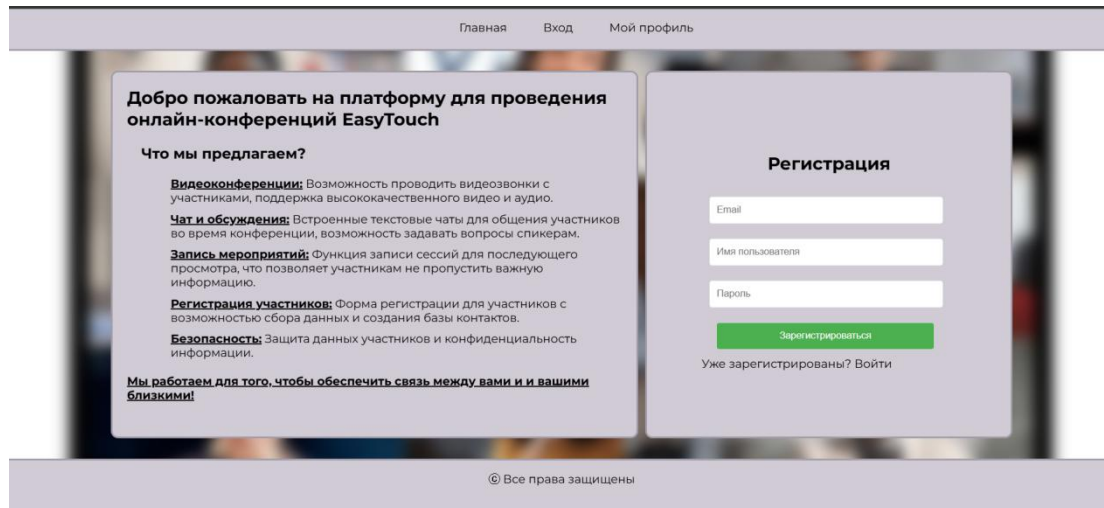 Главная Вход Мой профиль
Добро пожаловать на платформу для проведения
онлайн-конференций EasyTouch
Что мы предлагаем?
Видеоконференции: Возможность проводить видеозвонки с
участниками, поддержка высококачественного видео и аудио.
Чат и обсуждения: Встроенные текстовые чаты для общения участников
во время конференции, возможность задавать вопросы спикерам.
Запись мероприятий: Функция записи сессий для последующего
просмотра, что позволяет участникам не пропустить важную
информацию.
Регистрация участников: Форма регистрации для участников с
возможностью сбора данных и создания базы контактов.
Безопасность: Защита данных участников и конфиденциальность
информации.
Мы работаем для того, чтобы обеспечить связь между вами и и вашими
близкими!
Регистрация
Email
Имя пользователя
Пароль
Зарегистрироваться
Уже зарегистрированы? Войти
© Все права защищены